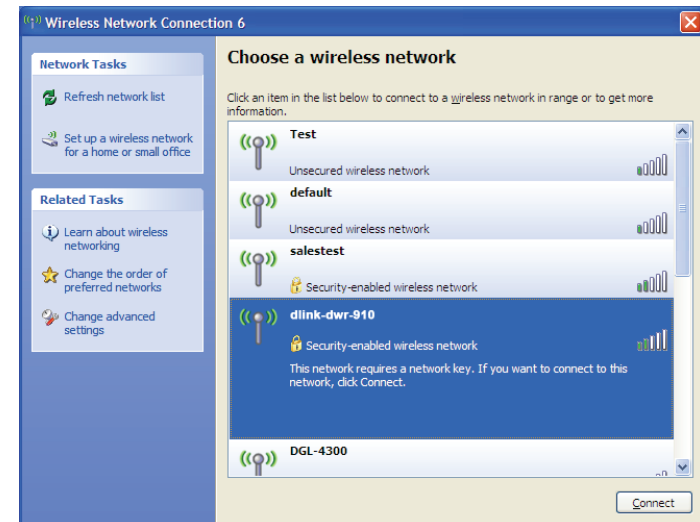 Wireless Network Connection 6
Network Tasks
Refresh network list
Set up a wireless network
for a home or small office
Related Tasks
Learn about wireless
networking
Change the order of
preferred networks
Change advanced
settings
Choose a wireless network
Click an item in the list below to connect to a wireless network in range or to get more
information.
Test
Unsecured wireless network
default
Unsecured wireless network
salestest
Security-enabled wireless network
dlink-dwr-910
Security-enabled wireless network
This network requires a network key. If you want to connect to this
network, click Connect.
DGL-4300
Connect